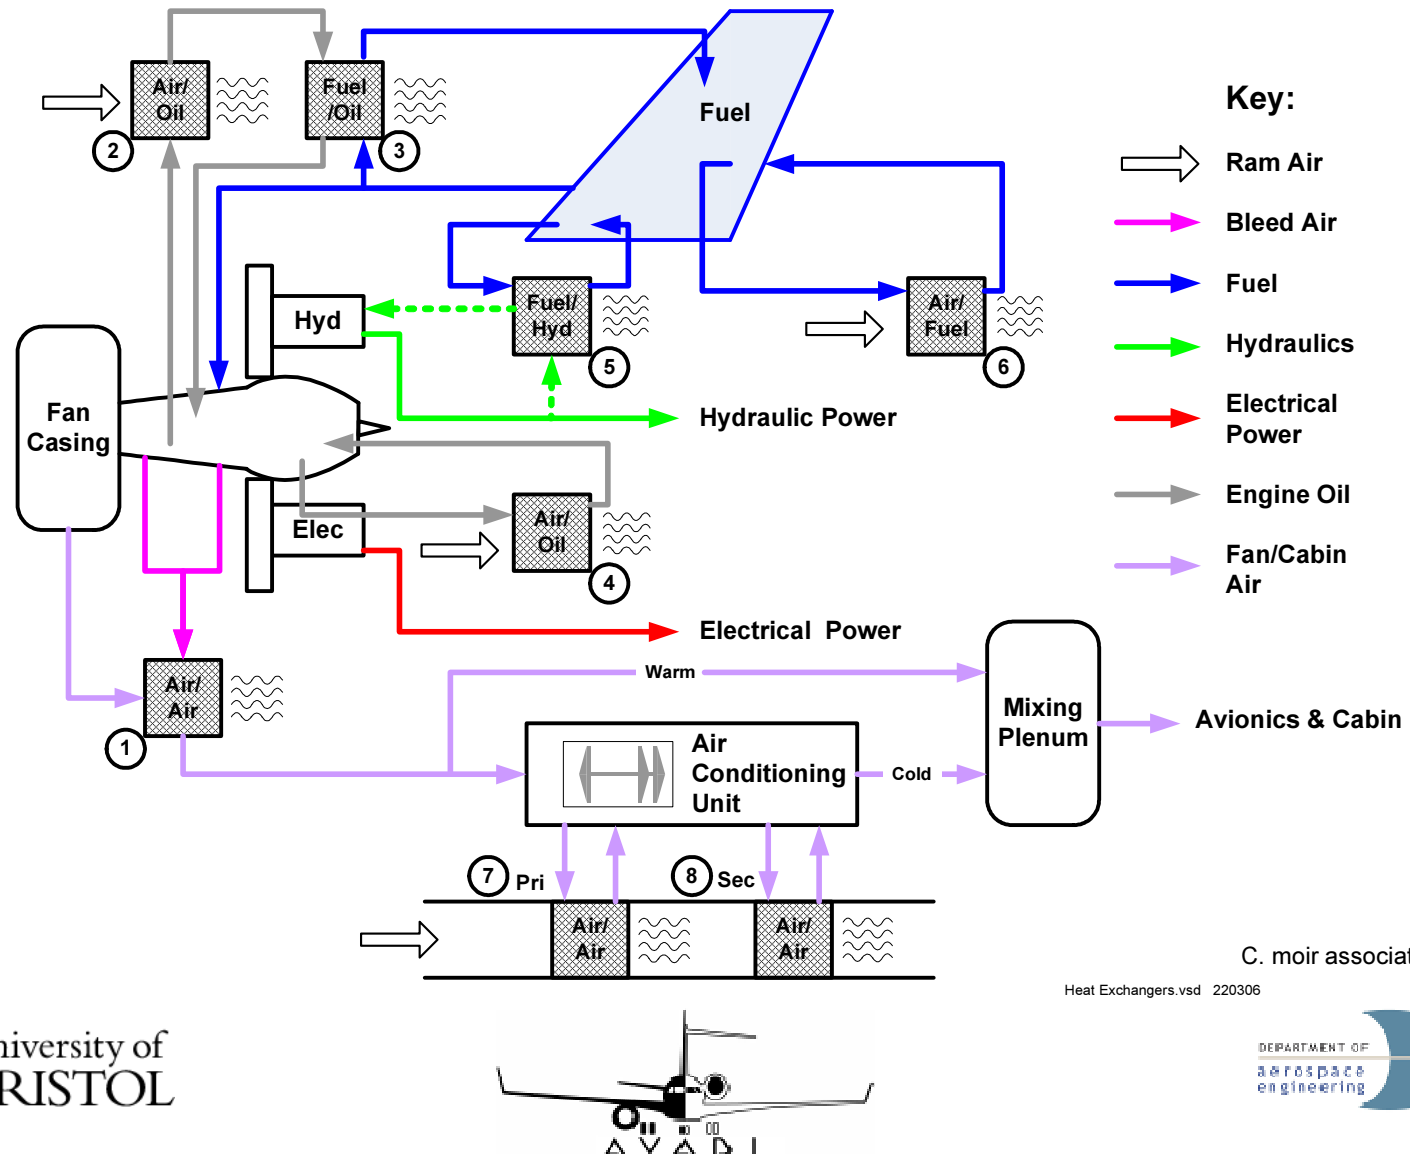 Air/
Oil
2
Fuel
/Oil
3
Fuel
Key:
Ram Air
Bleed Air
Fuel
Hydraulics
Electrical
Power
Engine Oil
Fan/Cabin
Air
Hyd
Fuel/
Hyd
5
Air/
Fuel
6
Fan
Casing
Hydraulic Power
Elec
Air/
Oil
4
Electrical Power
Air/
Air
1
Warm
Mixing
Plenum
Avionics & Cabin
Air
Conditioning
Unit
Cold
7 Pri
8 Sec
Air/
Air
Air/
Air
C. moir associat
Heat Exchangers.vsd 220306
niversity of
RISTOL
DEPARTMENT OF
aerospace
engineering